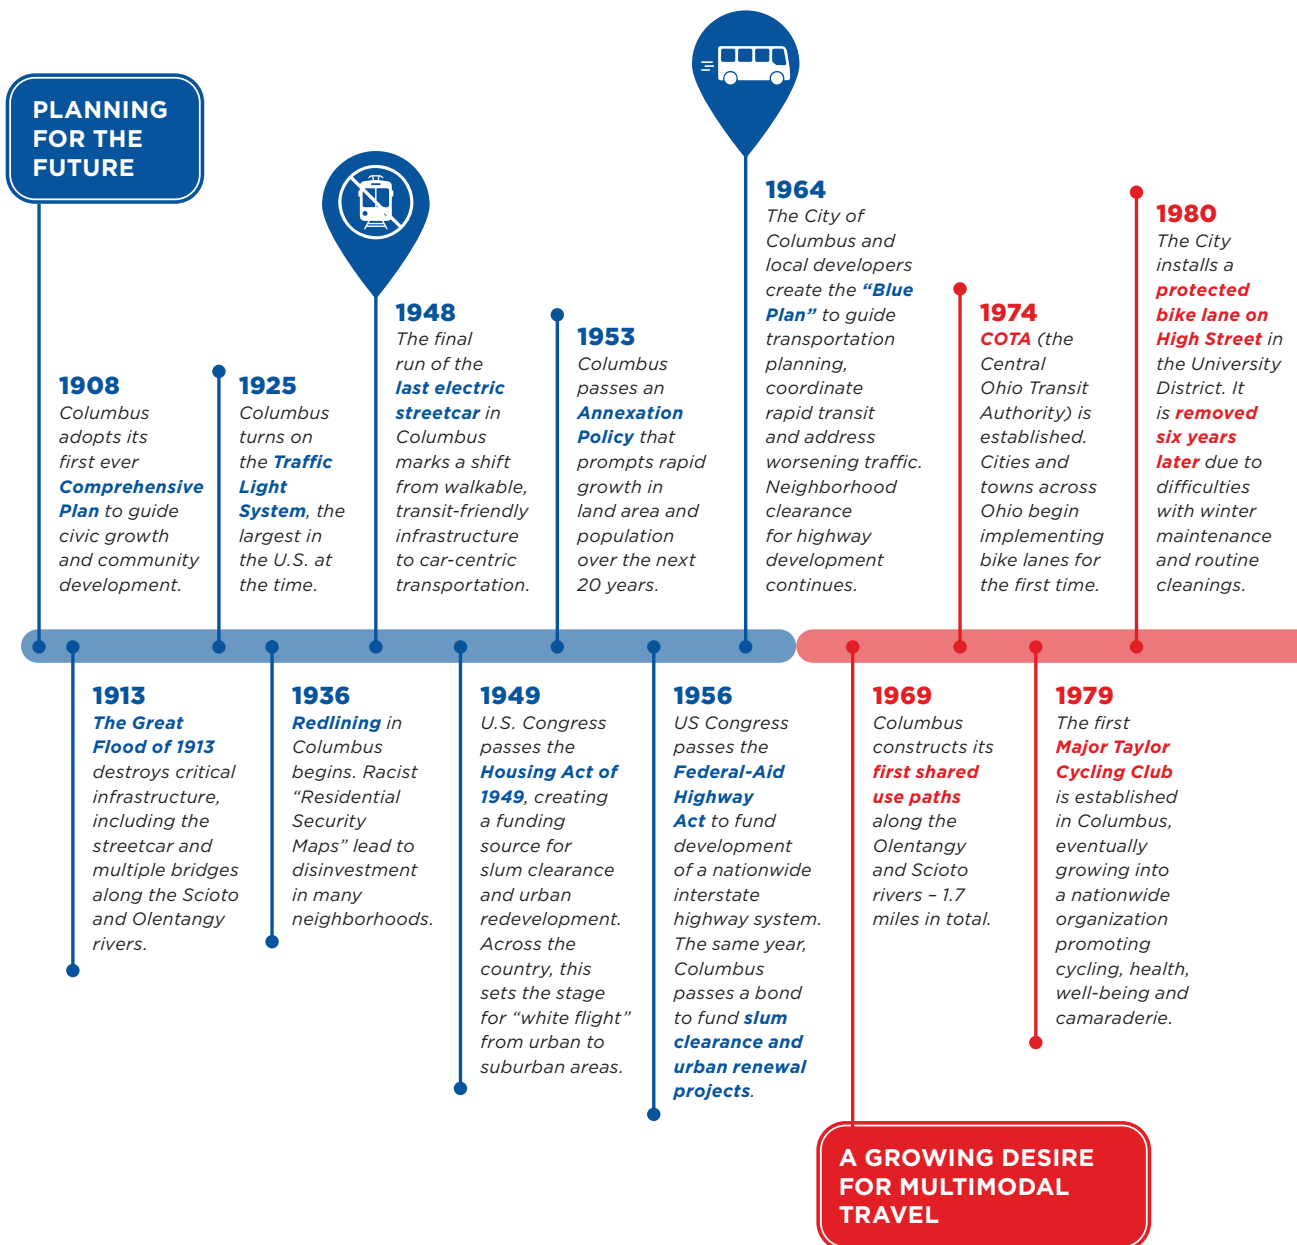 PLANNING
FOR THE
FUTURE
1908
Columbus
adopts its
first ever
Comprehensive
Plan to guide
civic growth
and community
development.
1913
The Great
Flood of 1913
destroys critical
infrastructure,
including the
streetcar and
multiple bridges
along the Scioto
and Olentangy
rivers.
1925
Columbus
turns on
the Traffic
Light
System, the
largest in
the U.S. at
the time.
1936
Redlining in
Columbus
begins. Racist
“Residential
Security
Maps” lead to
disinvestment
in many
neighborhoods.
1948
The final
run of the
last electric
streetcar in
Columbus
marks a shift
from walkable,
transit-friendly
infrastructure
to car-centric
transportation.
1949
U.S. Congress
passes the
Housing Act of
1949, creating
a funding
source for
slum clearance
and urban
redevelopment.
Across the
country, this
sets the stage
for “white flight”
from urban to
suburban areas.
1953
Columbus
passes an
Annexation
Policy that
prompts rapid
growth in
land area and
population
over the next
20 years.
1956
US Congress
passes the
Federal-Aid
Highway
Act to fund
development
of a nationwide
interstate
highway system.
The same year,
Columbus
passes a bond
to fund slum
clearance and
urban renewal
projects.
1964
The City of
Columbus and
local developers
create the “Blue
Plan” to guide
transportation
planning,
coordinate
rapid transit
and address
worsening traffic.
Neighborhood
clearance
for highway
development
continues.
A GROWING DESIRE
FOR MULTIMODAL
TRAVEL
1969
Columbus
constructs its
first shared
use paths
along the
Olentangy
and Scioto
rivers – 1.7
miles in total.
1974
COTA (the
Central
Ohio Transit
Authority) is
established.
Cities and
towns across
Ohio begin
implementing
bike lanes for
the first time.
1979
The first
Major Taylor
Cycling Club
is established
in Columbus,
eventually
growing into
a nationwide
organization
promoting
cycling, health,
well-being and
camaraderie.
1980
The City
installs a
protected
bike lane on
High Street in
the University
District. It
is removed
six years
later due to
difficulties
with winter
maintenance
and routine
cleanings.